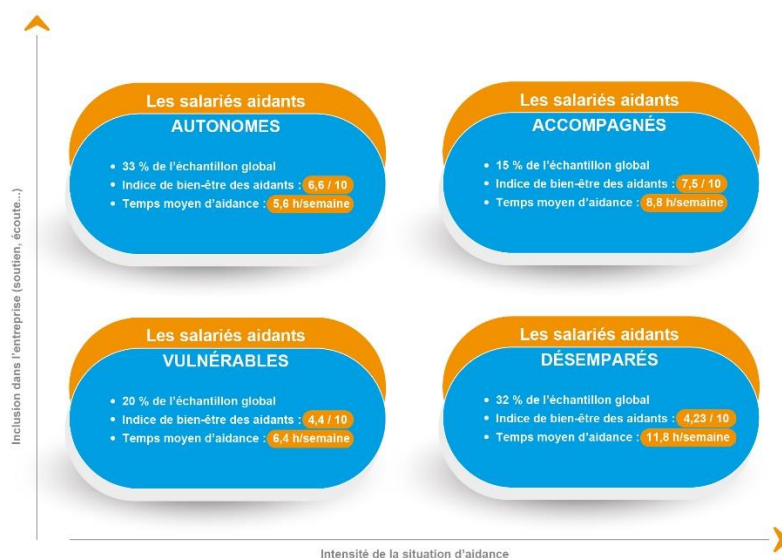 Inclusion dans l'entreprise (soutien, écoute...)
Les salariés aidants
AUTONOMES
• 33 % de l'échantillon global
• Indice de bien-être des aidants : 6,6 / 10
• Temps moyen d'aidance : 5,6 h/semaine
Les salariés aidants
ACCOMPAGNÉS
• 15 % de l'échantillon global
• Indice de bien-être des aidants : 7,5 / 10
• Temps moyen d'aidance : 8,8 h/semaine
Les salariés aidants
VULNÉRABLES
• 20 % de l'échantillon global
• Indice de bien-être des aidants : 4,4 / 10
• Temps moyen d'aidance : 6,4 h/semaine
Les salariés aidants
DÉSEMPARÉS
• 32 % de l'échantillon global
• Indice de bien-être des aidants : 4,23 / 10
• Temps moyen d'aidance : 11,8 h/semaine
Intensité de la situation d'aidance